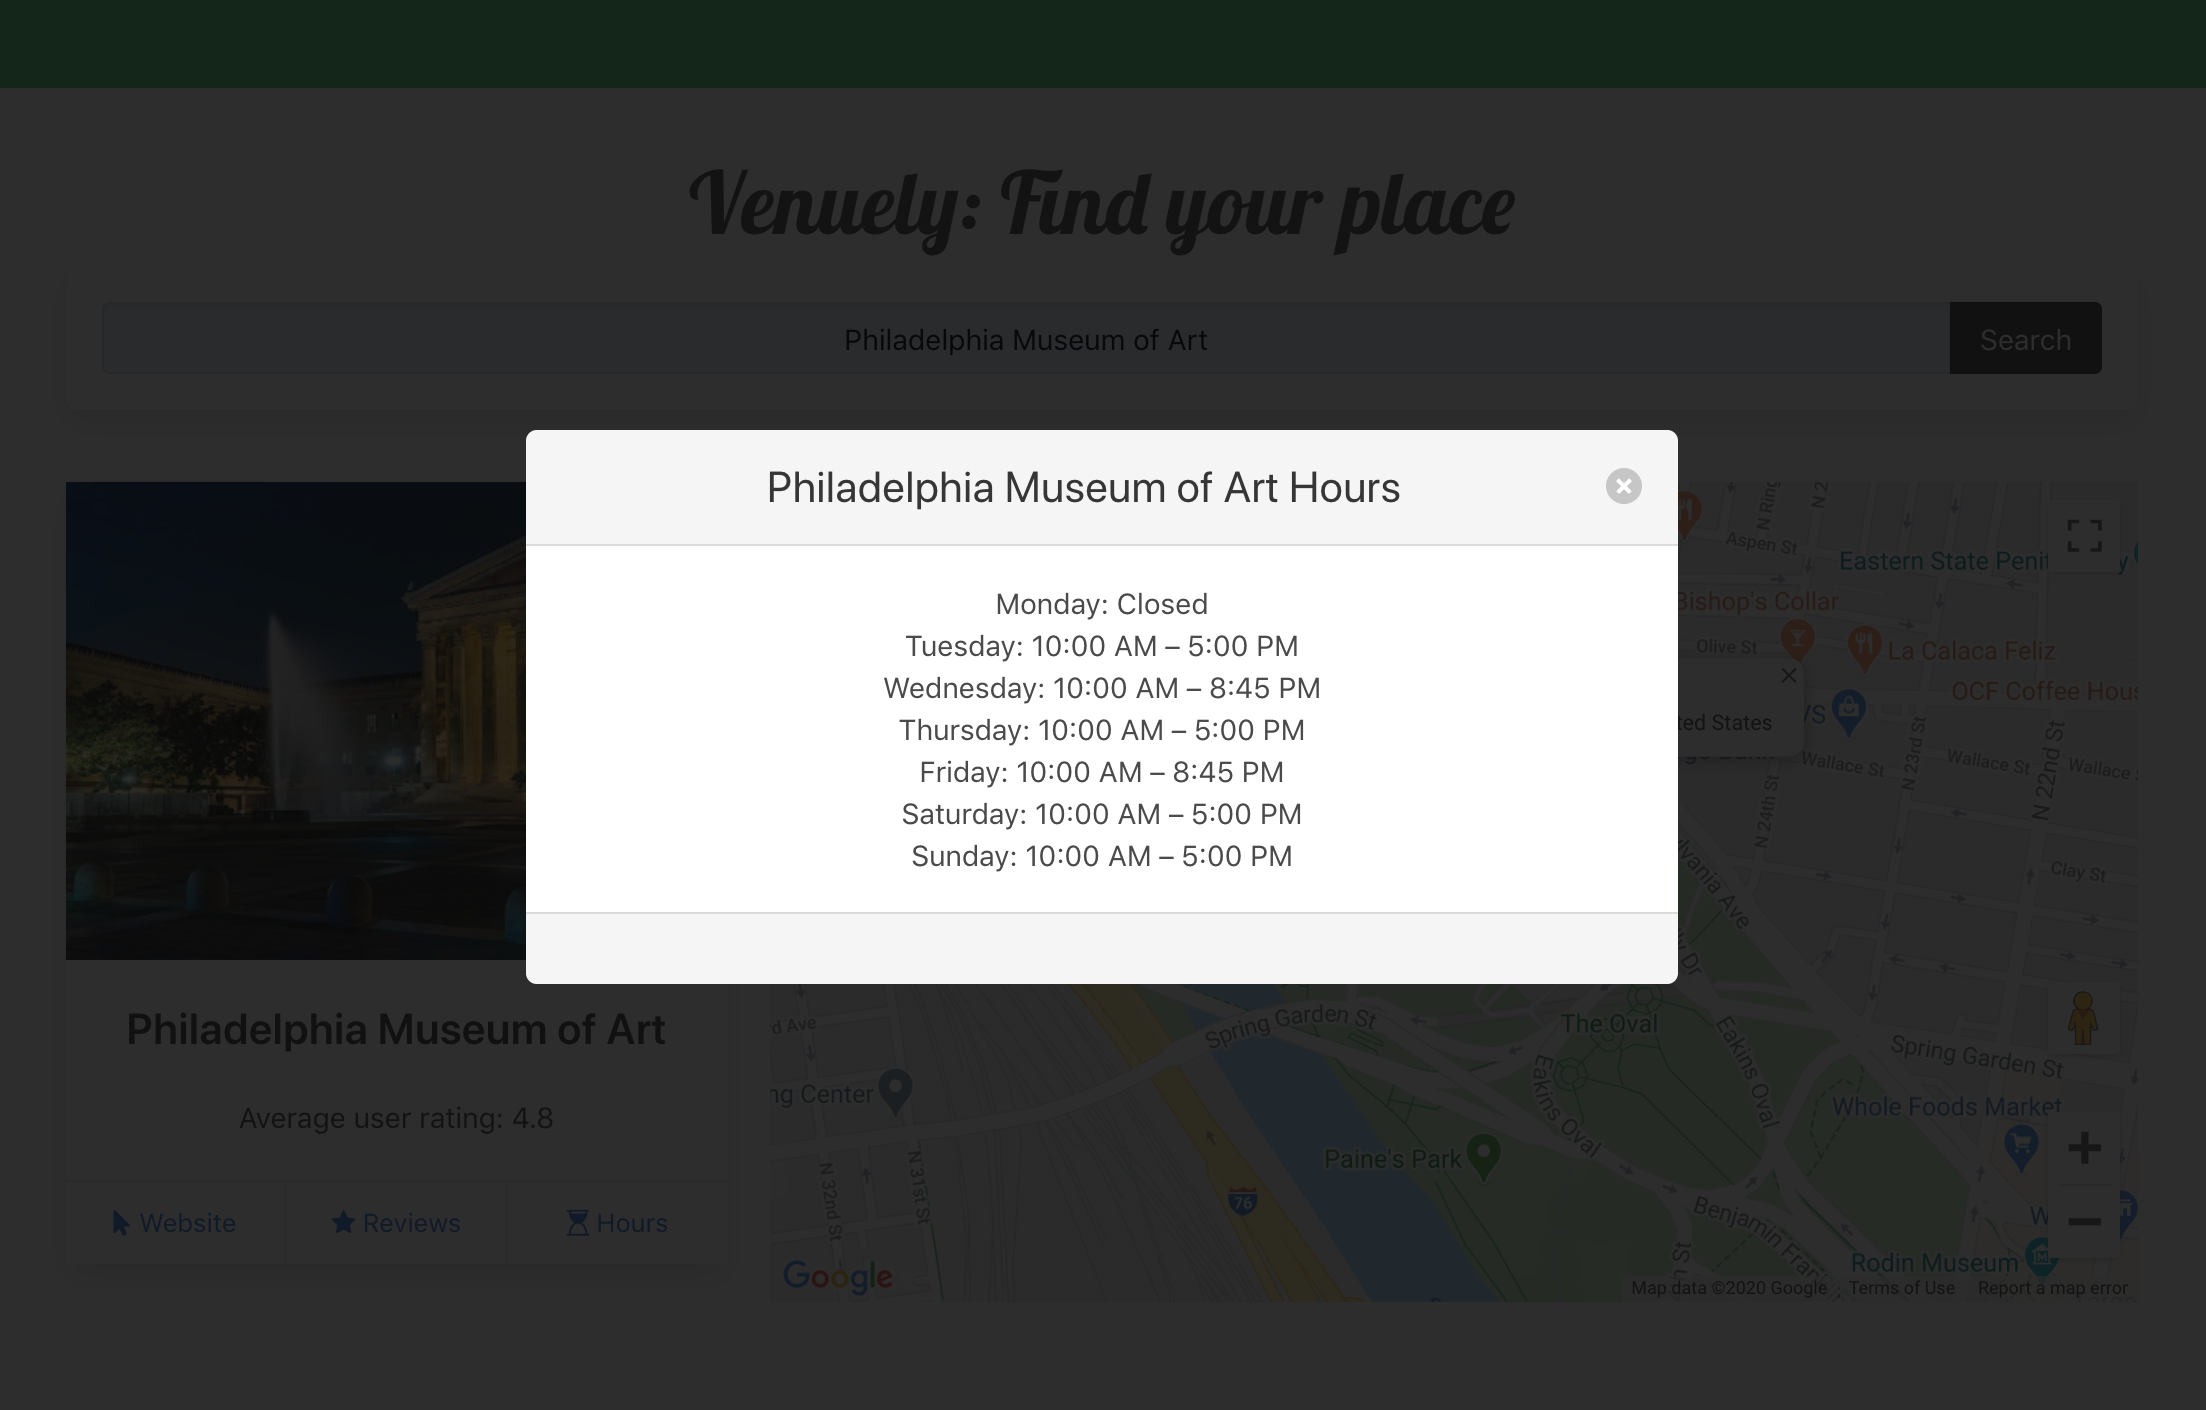 Venuely: Find your place
Philadelphia Museum of Art
Search
Philadelphia Museum of Art Hours
Monday: Closed
Tuesday: 10:00 AM – 5:00 PM
Wednesday: 10:00 AM – 8:45 PM
Thursday: 10:00 AM – 5:00 PM
Friday: 10:00 AM – 8:45 PM
Saturday: 10:00 AM – 5:00 PM
Sunday: 10:00 AM – 5:00 PM
Philadelphia Museum of Art
Average user rating: 4.8
Website
Reviews
Hours
N Ring
N 2
Aspen St
Eastern State Penit
y
Bishop's Collar
Olive St
La Calaca Feliz
OCF Coffee Hous
VS
ted States
Wallace St
N 23rd St
Wallace St
N 22nd St
Wallace
N 24th St
Clay St
lvania Ave
Dr
d Ave
Spring Garden St
The Oval
Eakins Oval
Spring Garden St
ng Center
Eakins Oval
Whole Foods Market
Paine's Park
N 32nd St
N 31st St
76
Benjamin Fran
W
n St
Rodin Museum
Google
Map data ©2020 Google
Terms of Use
Report a map error